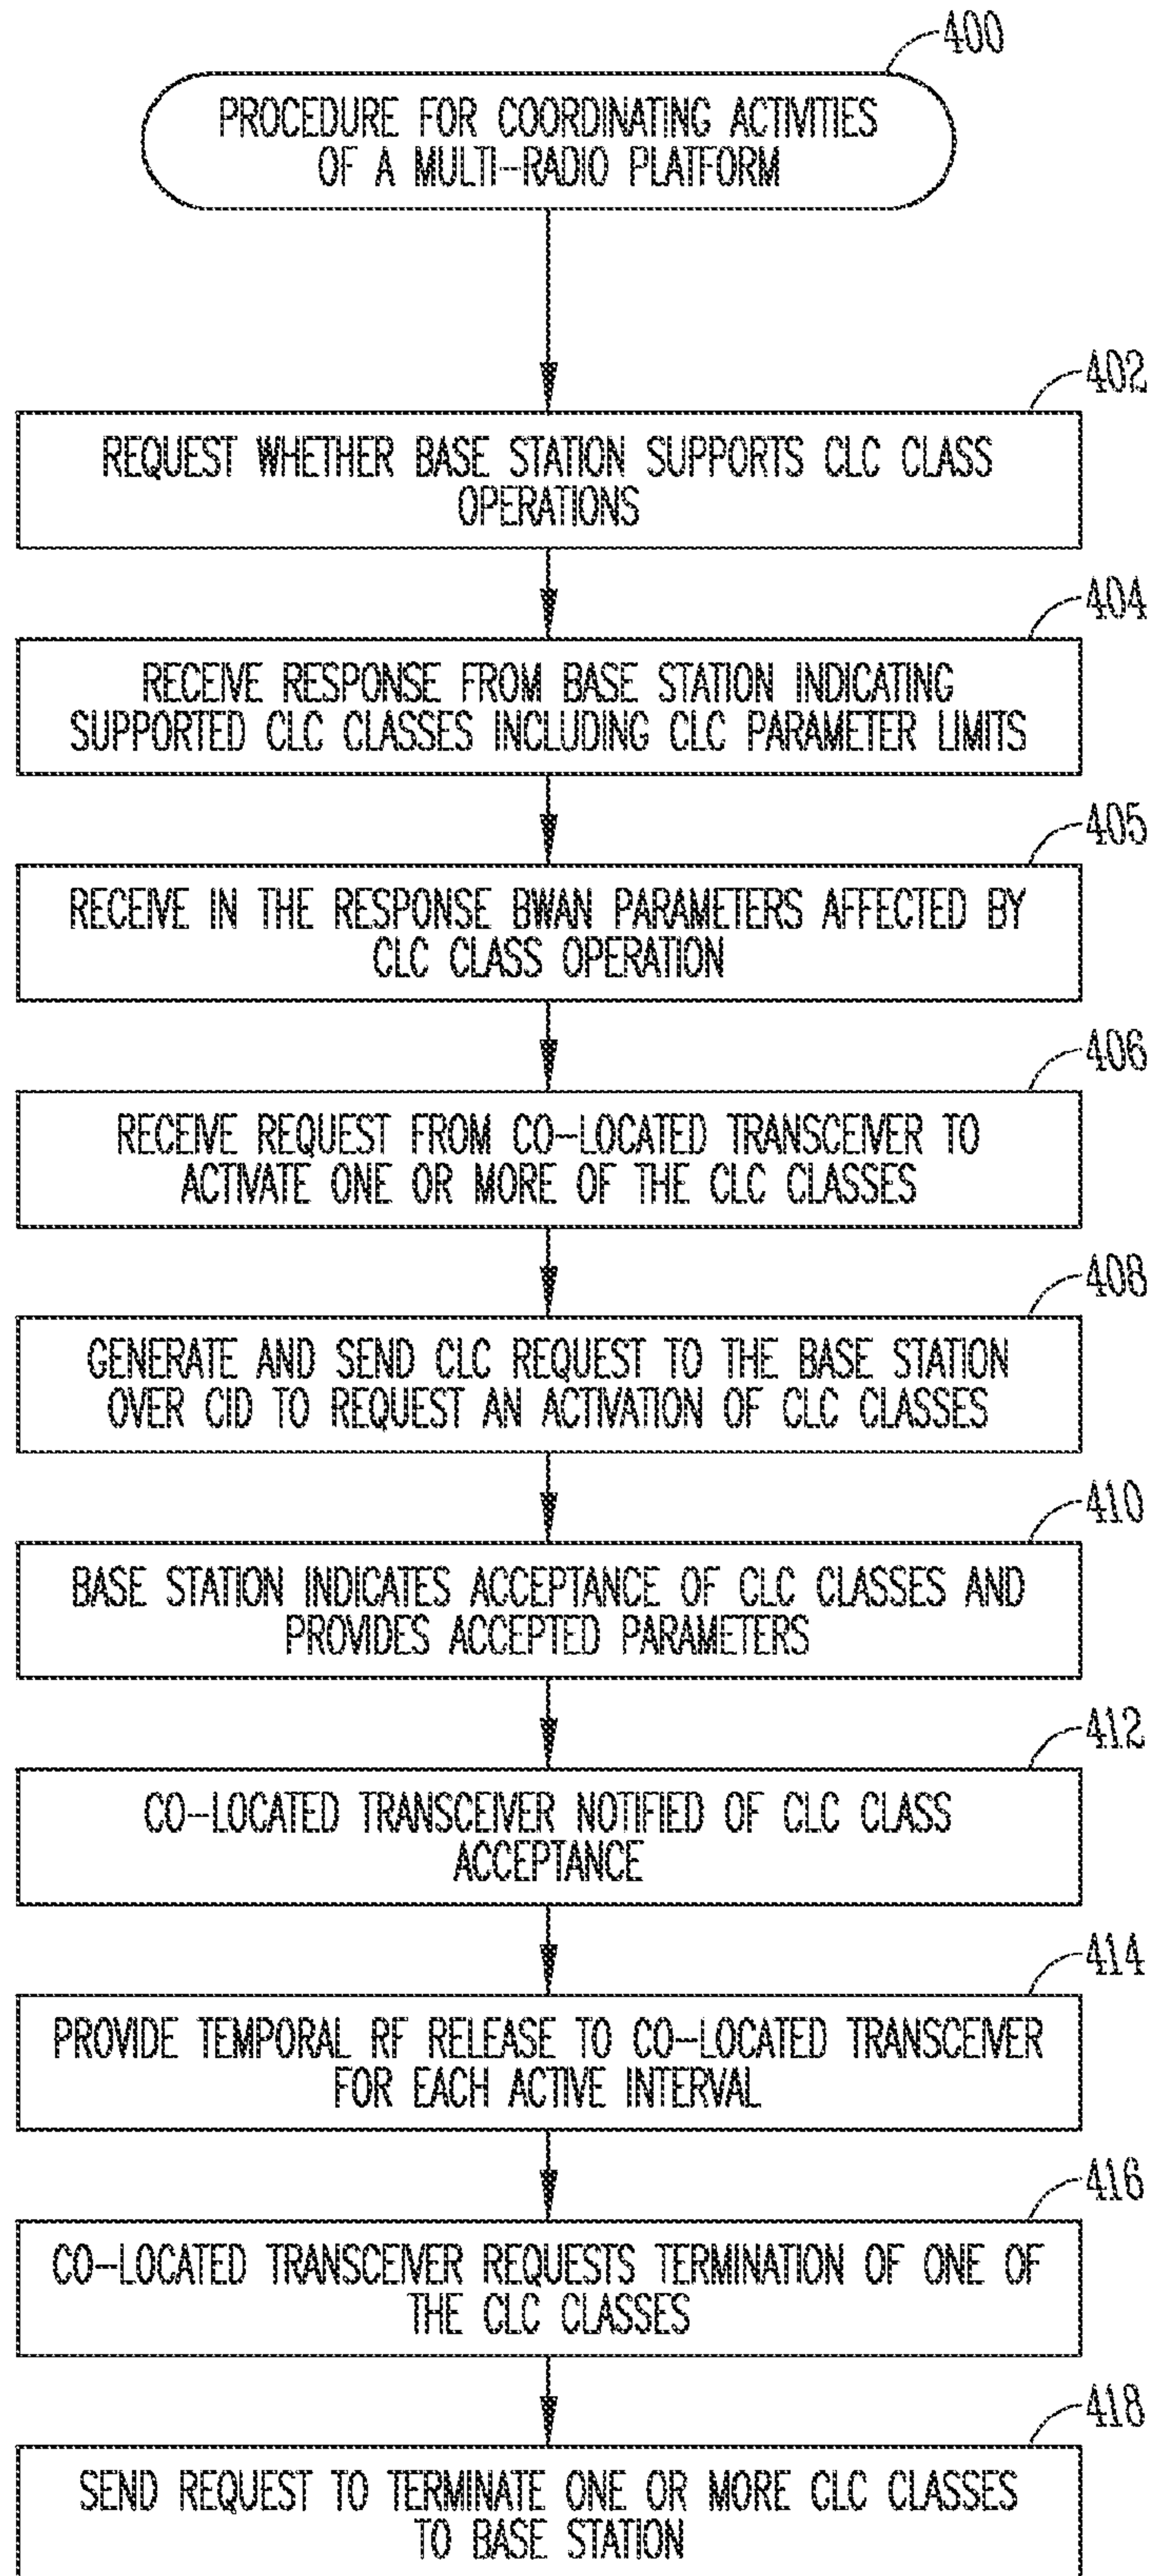 400
PROCEDURE FOR COORDINATING ACTIVITIES
OF A MULTI-RADIO PLATFORM
402
REQUEST WHETHER BASE STATION SUPPORTS CLC CLASS
OPERATIONS
404
RECEIVE RESPONSE FROM BASE STATION INDICATING
SUPPORTED CLC CLASSES INCLUDING CLC PARAMETER LIMITS
405
RECEIVE IN THE RESPONSE BWAN PARAMETERS AFFECTED BY
CLC CLASS OPERATION
406
RECEIVE REQUEST FROM CO-LOCATED TRANSCEIVER TO
ACTIVATE ONE OR MORE OF THE CLC CLASSES
408
GENERATE AND SEND CLC REQUEST TO THE BASE STATION
OVER CID TO REQUEST AN ACTIVATION OF CLC CLASSES
410
BASE STATION INDICATES ACCEPTANCE OF CLC CLASSES AND
PROVIDES ACCEPTED PARAMETERS
412
CO-LOCATED TRANSCEIVER NOTIFIED OF CLC CLASS
ACCEPTANCE
414
PROVIDE TEMPORAL RF RELEASE TO CO-LOCATED TRANSCEIVER
FOR EACH ACTIVE INTERVAL
416
CO-LOCATED TRANSCEIVER REQUESTS TERMINATION OF ONE OF
THE CLC CLASSES
418
SEND REQUEST TO TERMINATE ONE OR MORE CLC CLASSES
TO BASE STATION